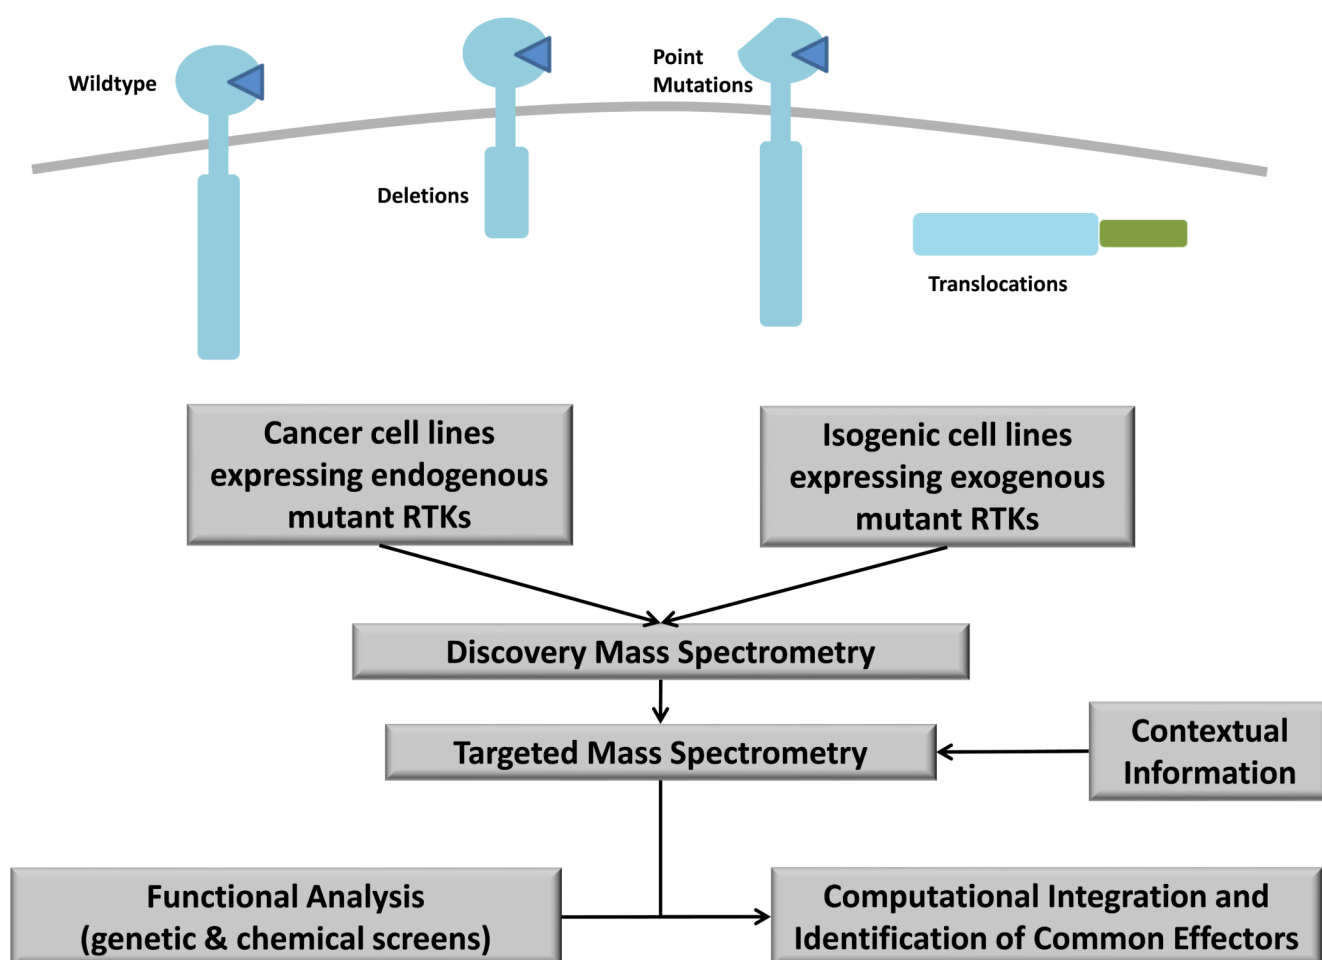 Wildtype
Point
Mutations
Deletions
Translocations
Cancer cell lines
expressing endogenous
mutant RTKs
Isogenic cell lines
expressing exogenous
mutant RTKs
Discovery Mass Spectrometry
Targeted Mass Spectrometry
Contextual
Information
Functional Analysis
(genetic & chemical screens)
Computational Integration and
Identification of Common Effectors